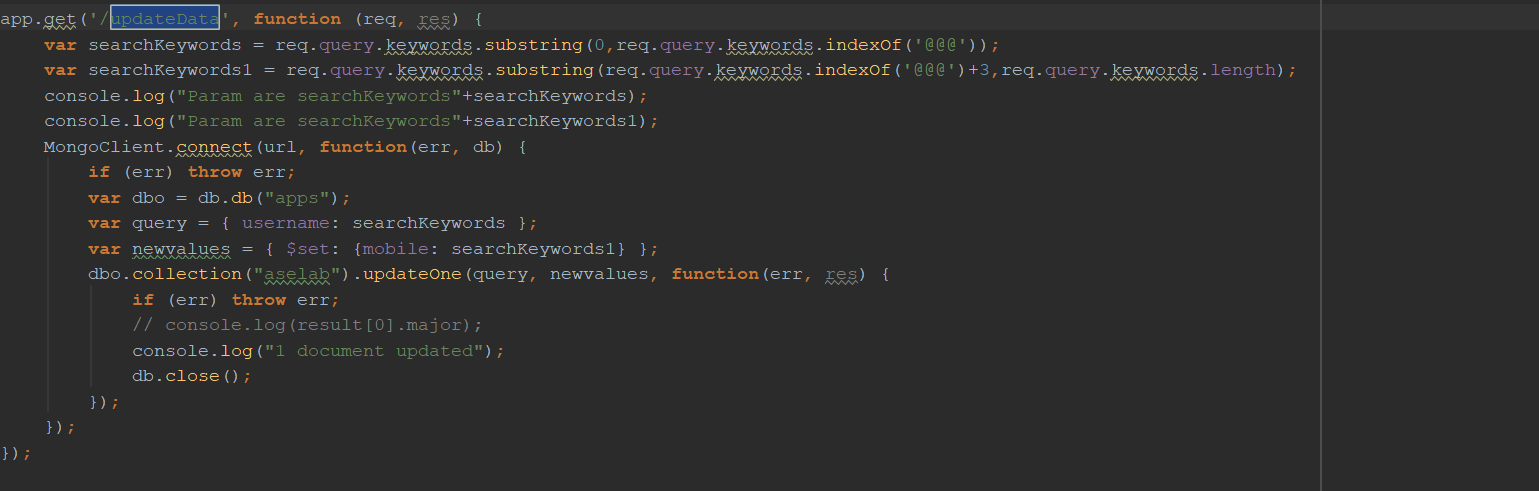 app.get('/updateData', function (req, res) {
    var searchKeywords = req.query.keywords.substring(0,req.query.keywords.indexOf('@@@'));
    var searchKeywords1 = req.query.keywords.substring(req.query.keywords.indexOf('@@@')+3,req.query.keywords.length);
    console.log("Param are searchKeywords"+searchKeywords);
    console.log("Param are searchKeywords"+searchKeywords1);
    MongoClient.connect(url, function(err, db) {
        if (err) throw err;
        var dbo = db.db("apps");
        var query = { username: searchKeywords };
        var newvalues = { $set: {mobile: searchKeywords1} };
        dbo.collection("aselab").updateOne(query, newvalues, function(err, res) {
            if (err) throw err;
            // console.log(result[0].major);
            console.log("1 document updated");
            db.close();
        });
    });
});